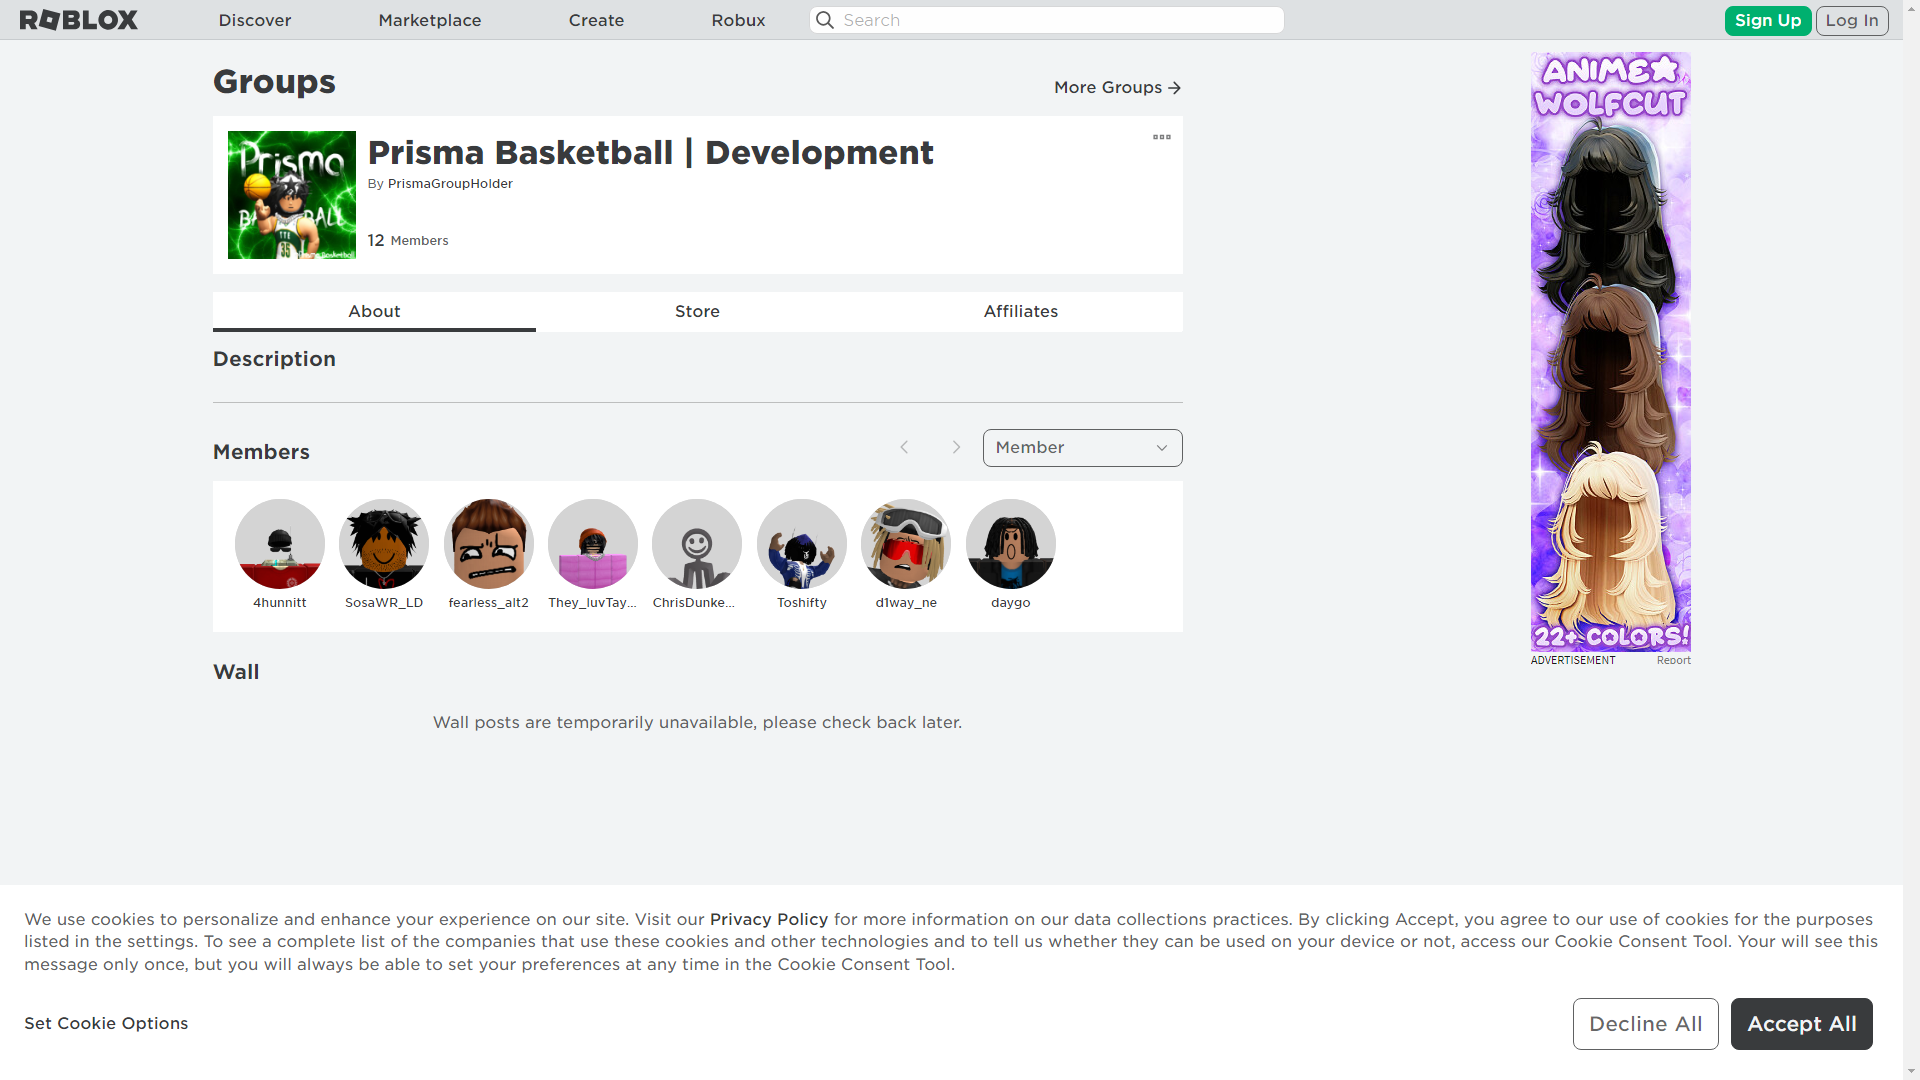 ROBLOX
Discover
Marketplace
Create
Robux
Search
Sign Up
Log In
Groups
More Groups
Prisma
BALL
TTE
35
Prisma Basketball | Development
By PrismaGroupHolder
12 Members
About
Store
Affiliates
Description
Members
Member
4hunnitt
SosaWR_LD
fearless_alt2
They_luvTay...
ChrisDunke...
Toshifty
d1way_ne
daygo
Wall
Wall posts are temporarily unavailable, please check back later.
ANIME
WOLFCUT
22+ COLORS!
ADVERTISEMENT
Report
We use cookies to personalize and enhance your experience on our site. Visit our Privacy Policy for more information on our data collections practices. By clicking Accept, you agree to our use of cookies for the purposes
listed in the settings. To see a complete list of the companies that use these cookies and other technologies and to tell us whether they can be used on your device or not, access our Cookie Consent Tool. Your will see this
message only once, but you will always be able to set your preferences at any time in the Cookie Consent Tool.
Set Cookie Options
Decline All
Accept All